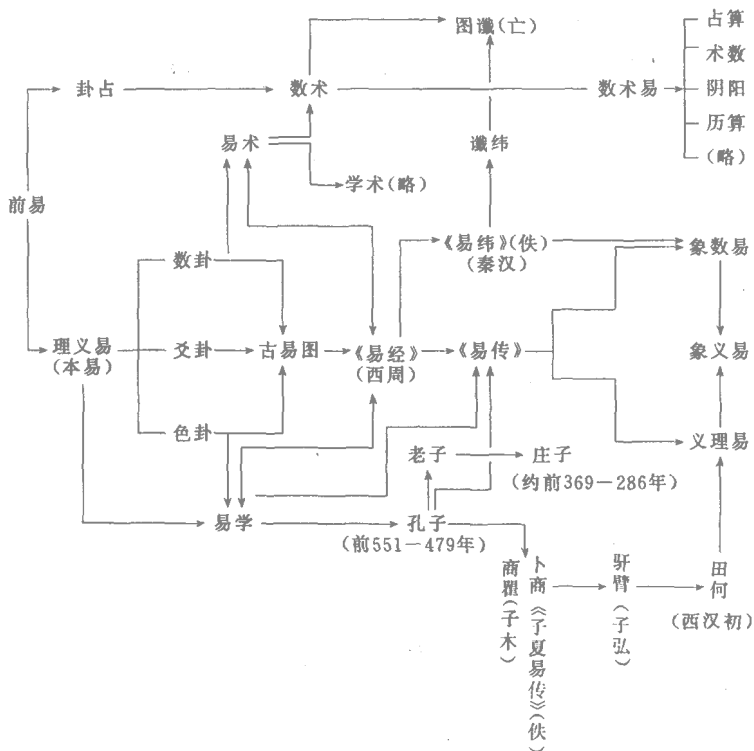 图谶(亡)
占算
术数
卦占
数术
数术易
阴阳
历算
(略)
易术
谶纬
学术(略)
前易
数卦
《易纬》(佚)
(秦汉)
象数易
理义易
(本易)
爻卦
古易图
《易经》
(西周)
《易传》
象义易
色卦
老子
庄子
(约前369—286年)
义理易
易学
孔子
(前551—479年)
商瞿(子木)
卜商《子夏易传》(佚)
馯臂(子弘)
田何
(西汉初)